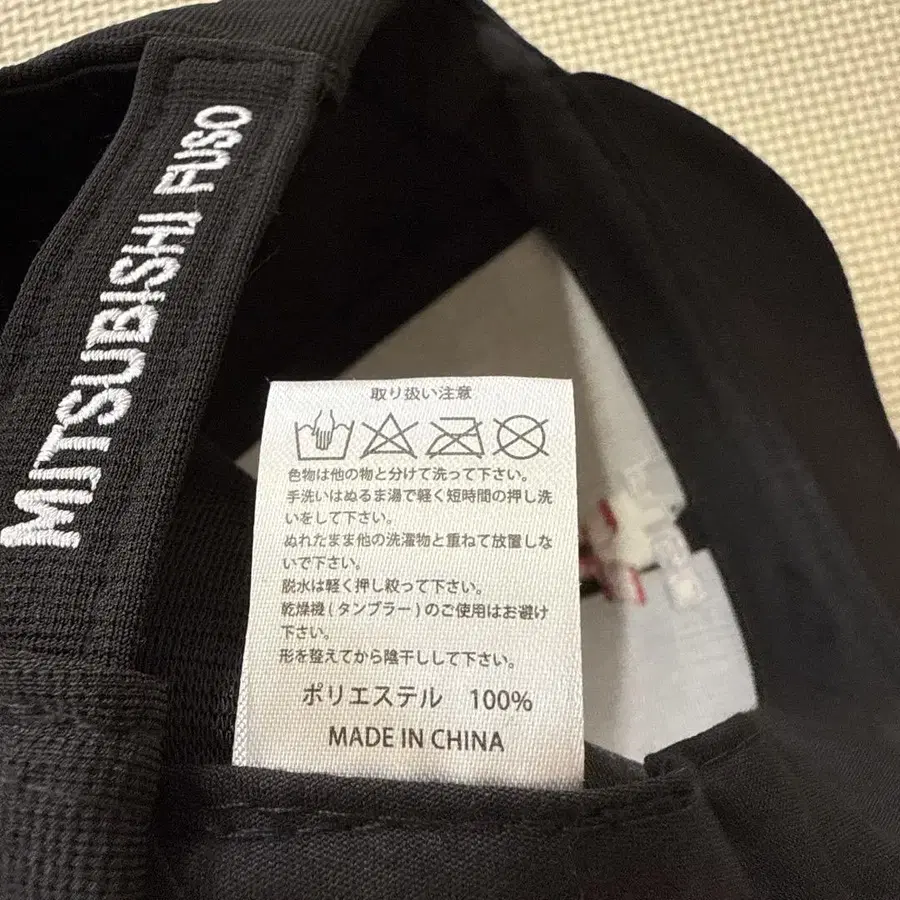 MITSUBISHI FUSO
取り扱い注意
色物は他の物と分けて洗って下さい。
手洗いはぬるま湯で軽く短時間の押し洗
いをして下さい。
ぬれたまま他の洗濯物と重ねて放置しな
いで下さい。
脱水は軽く押し絞って下さい。
乾燥機(タンブラー)のご使用はお避け
下さい。
形を整えてから陰干しして下さい。
ポリエステル 100%
MADE IN CHINA